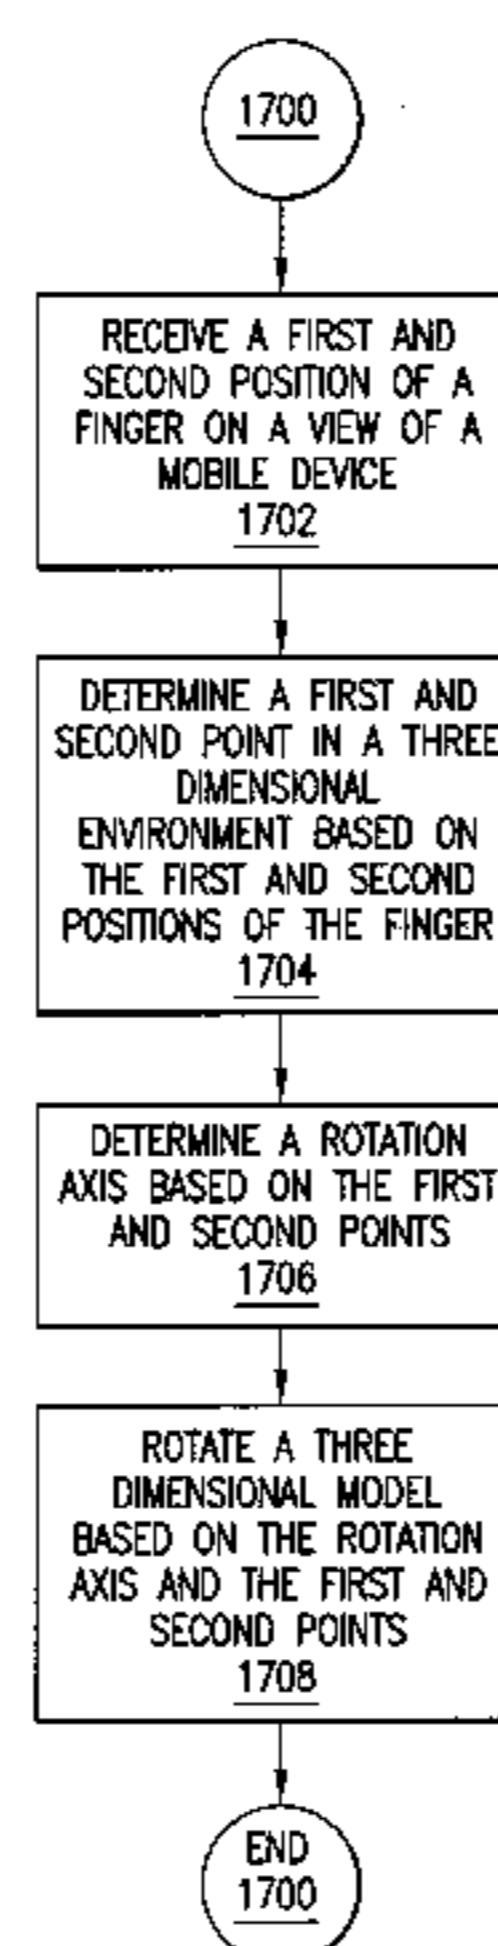 1700
RECEIVE A FIRST AND
SECOND POSITION OF A
FINGER ON A VIEW OF A
MOBILE DEVICE
1702
DETERMINE A FIRST AND
SECOND POINT IN A THREE
DIMENSIONAL
ENVIRONMENT BASED ON
THE FIRST AND SECOND
POSITIONS OF THE FINGER
1704
DETERMINE A ROTATION
AXIS BASED ON THE FIRST
AND SECOND POINTS
1706
ROTATE A THREE
DIMENSIONAL MODEL
BASED ON THE ROTATION
AXIS AND THE FIRST AND
SECOND POINTS
1708
END
1700